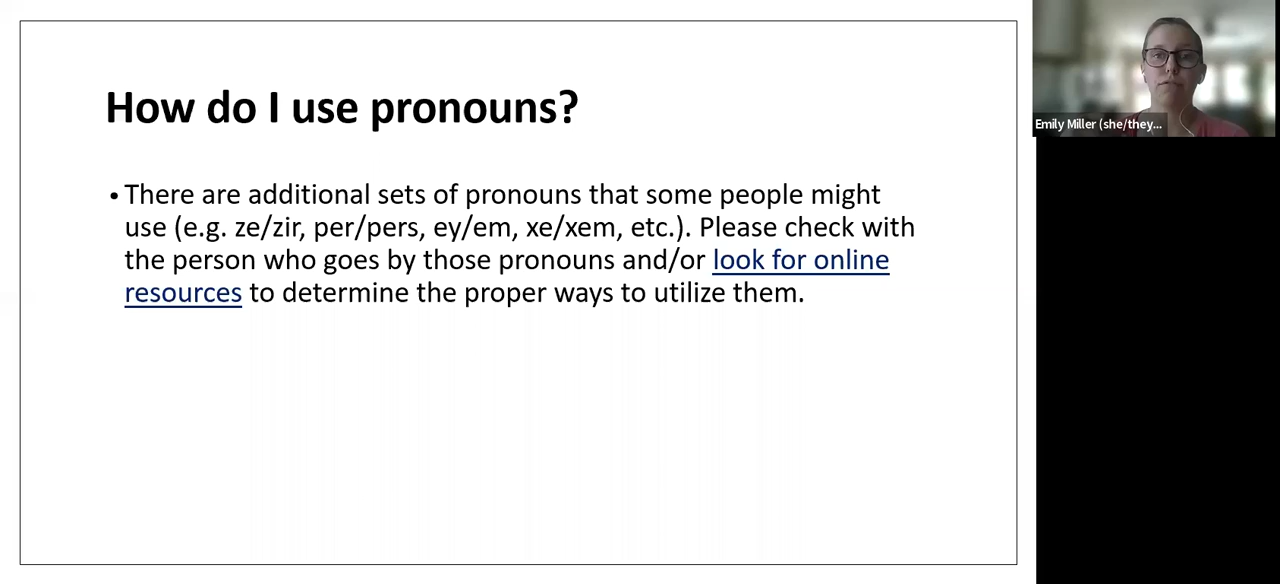 How do I use pronouns?
• There are additional sets of pronouns that some people might
use (e.g. ze/zir, per/pers, ey/em, xe/xem, etc.). Please check with
the person who goes by those pronouns and/or look for online
resources to determine the proper ways to utilize them.
Emily Miller (she/they...